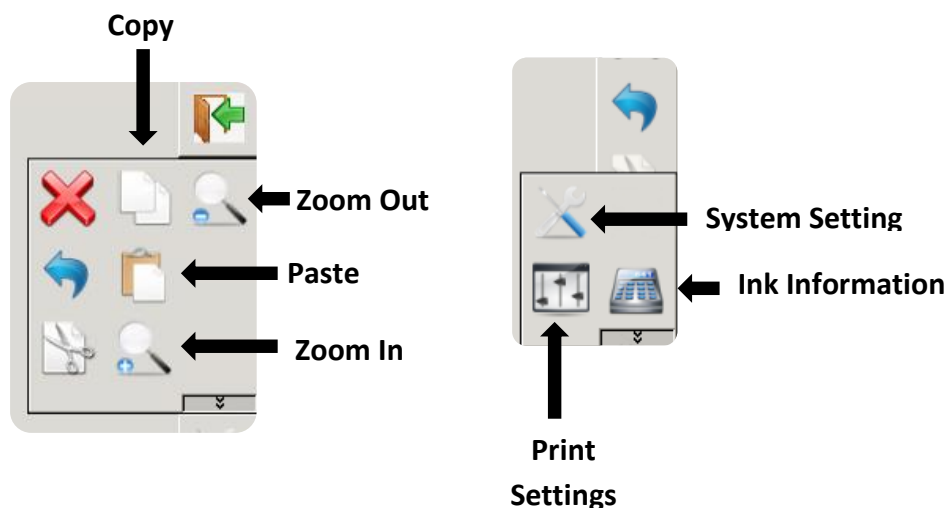 Copy
Zoom Out
Paste
Zoom In
System Setting
Ink Information
Print
Settings